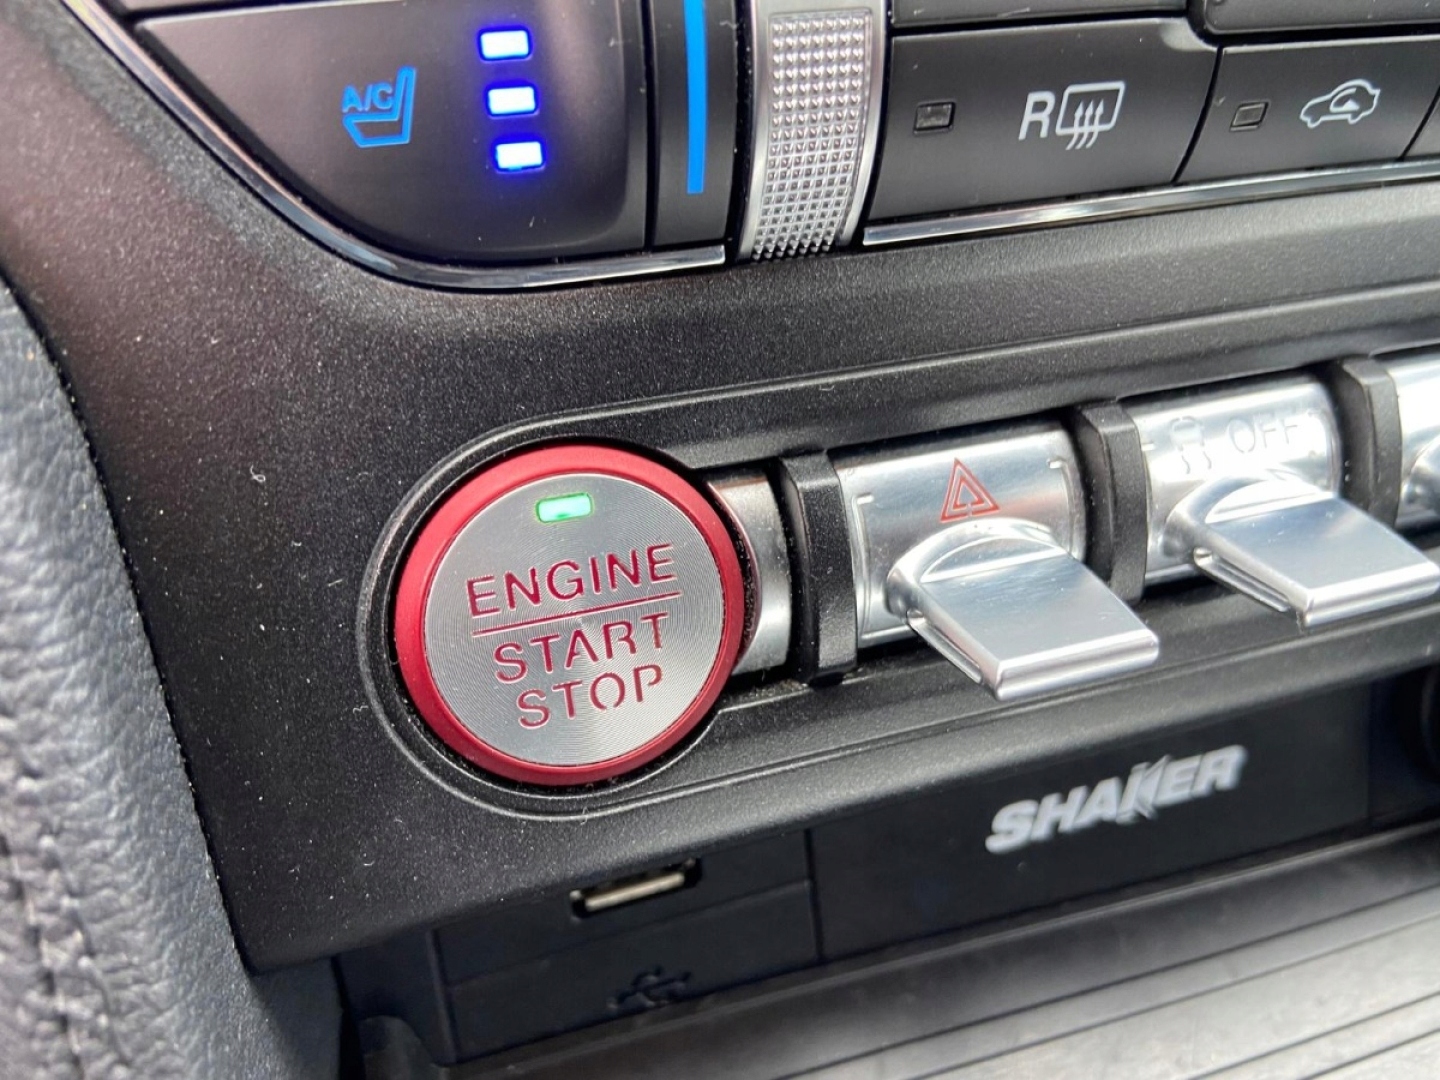 A/C
R
OFF
ENGINE
START
STOP
SHAKER